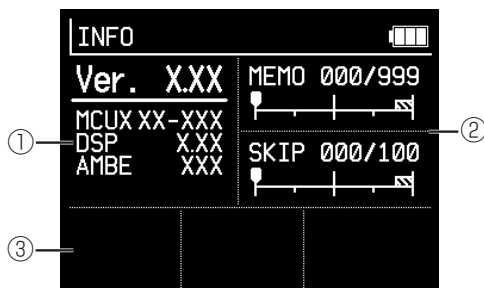 INFO
Ver. X.XX
MCUX XX-XXX
DSP X.XX
AMBE XXX
MEMO 000/999
SKIP 000/100
①
②
③